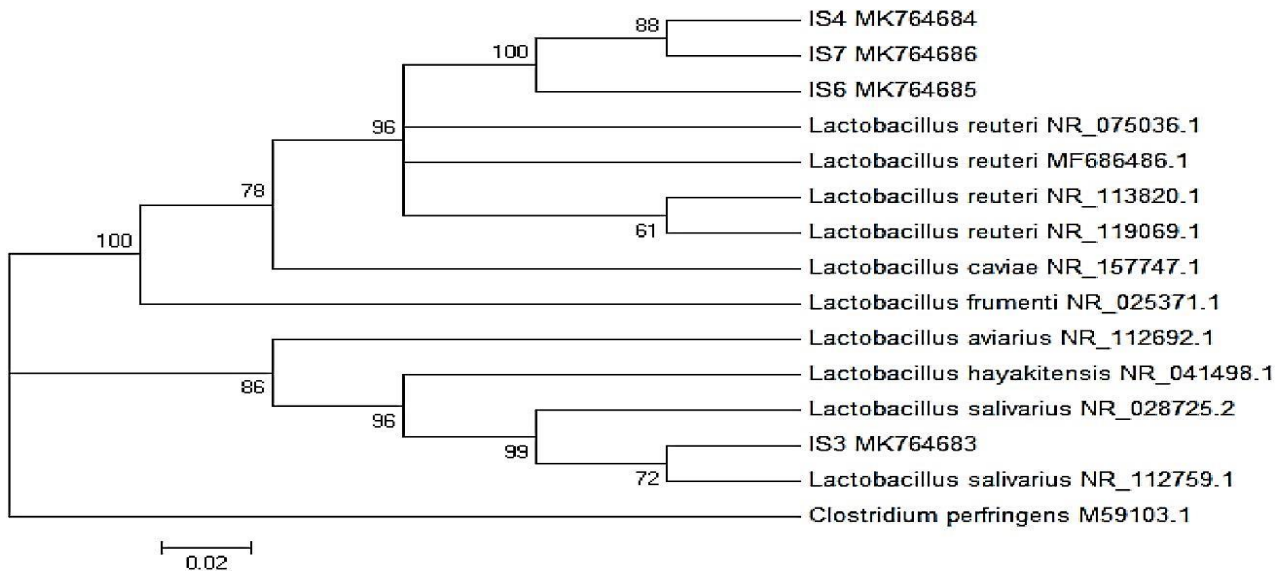 IS4 MK764684
88
IS7 MK764686
100
IS6 MK764685
96
Lactobacillus reuteri NR_075036.1
Lactobacillus reuteri MF686486.1
78
Lactobacillus reuteri NR_113820.1
61
Lactobacillus reuteri NR_119069.1
100
Lactobacillus caviae NR_157747.1
Lactobacillus frumenti NR_025371.1
Lactobacillus aviarius NR_112692.1
86
Lactobacillus hayakitensis NR_041498.1
96
Lactobacillus salivarius NR_028725.2
99
IS3 MK764683
72
Lactobacillus salivarius NR_112759.1
Clostridium perfringens M59103.1
0.02